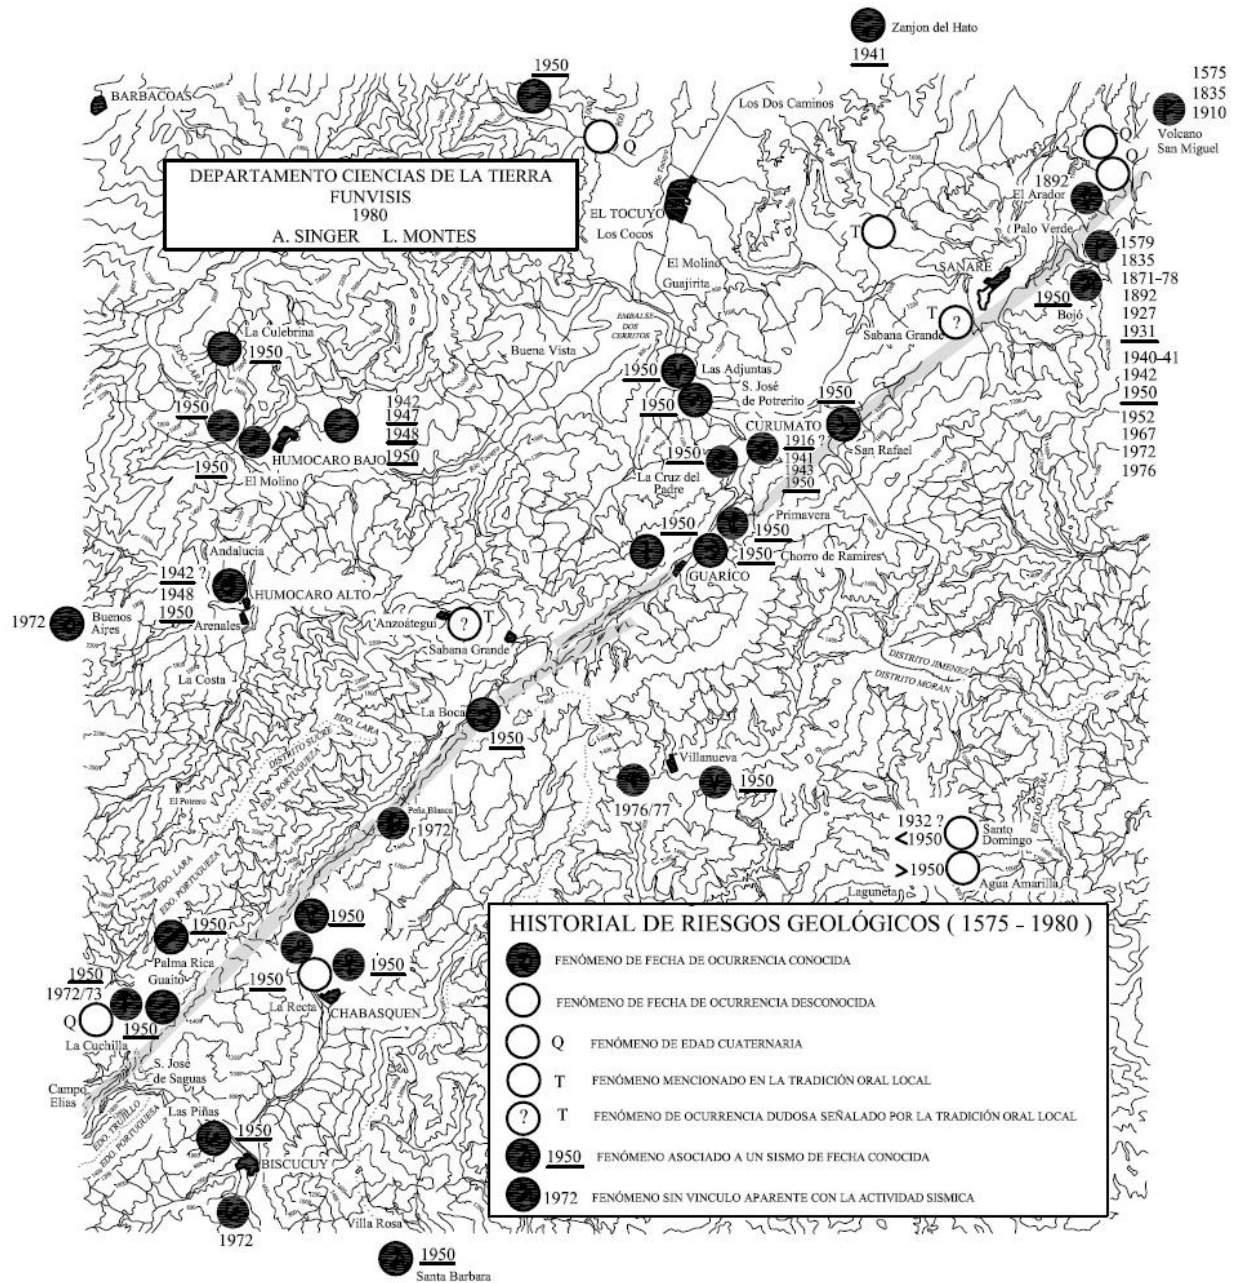 Zanjon del Hato
1941
1950
BARBACOAS
Los Dos Caminos
1575
1835
1910
Volcano
San Miguel
Q
Q
Q
DEPARTAMENTO CIENCIAS DE LA TIERRA
FUNVISIS
1980
A. SINGER L. MONTES
1892
El Arador
EL TOCUYO
Los Cocos
T
Palo Verde
1579
1835
1871-78
1892
1927
1931
1940-41
1942
1950
1952
1967
1972
1976
El Molino
Guajirita
SANARE
1950
Bojó
T
?
Sabana Grande
EMBALSE
DOS
CERRITOS
La Culebrina
1950
Buena Vista
1950
Las Adjuntas
S. José
de Potrerito
1950
1950
1950
1942
1947
1948
1950
HUMOCARO BAJO
1950
El Molino
CURUMATO
1916 ?
1941
1943
1950
San Rafael
1950
La Cruz del
Padre
Primavera
1950
1950
1950
Chorro de Ramires
GUARÍCO
Andalucia
1942 ?
1948
1950
HUMOCARO ALTO
Arenales
1972
Buenos
Aires
Anzoátegui
?
T
Sabana Grande
La Costa
DISTRITO JIMENEZ
DISTRITO MORAN
La Boca
1950
EDO. LARA
DISTRITO SUCRE
EDO. PORTUGUEZA
Villanueva
1950
1976/77
El Potrero
Peña Blanca
1972
1932 ?
<1950
Santo
Domingo
>1950
Agua Amarilla
ESTADO LARA
Lagunetas
EDO. LARA
EDO. PORTUGUEZA
1950
1950
Palma Rica
Guaitó
1950
1950
La Recta
CHABASQUEN
1950
1972/73
Q
1950
La Cuchilla
S. José
de Saguas
Campo
Elias
EDO. TRUJILLO
EDO. PORTUGUESA
Las Piñas
1950
BISCUCUY
1972
Villa Rosa
1950
Santa Barbara
HISTORIAL DE RIESGOS GEOLÓGICOS ( 1575 - 1980 )
FENÓMENO DE FECHA DE OCURRENCIA CONOCIDA
FENÓMENO DE FECHA DE OCURRENCIA DESCONOCIDA
Q FENÓMENO DE EDAD CUATERNARIA
T FENÓMENO MENCIONADO EN LA TRADICIÓN ORAL LOCAL
? T FENÓMENO DE OCURRENCIA DUDOSA SEÑALADO POR LA TRADICIÓN ORAL LOCAL
1950 FENÓMENO ASOCIADO A UN SISMO DE FECHA CONOCIDA
1972 FENÓMENO SIN VINCULO APARENTE CON LA ACTIVIDAD SISMICA